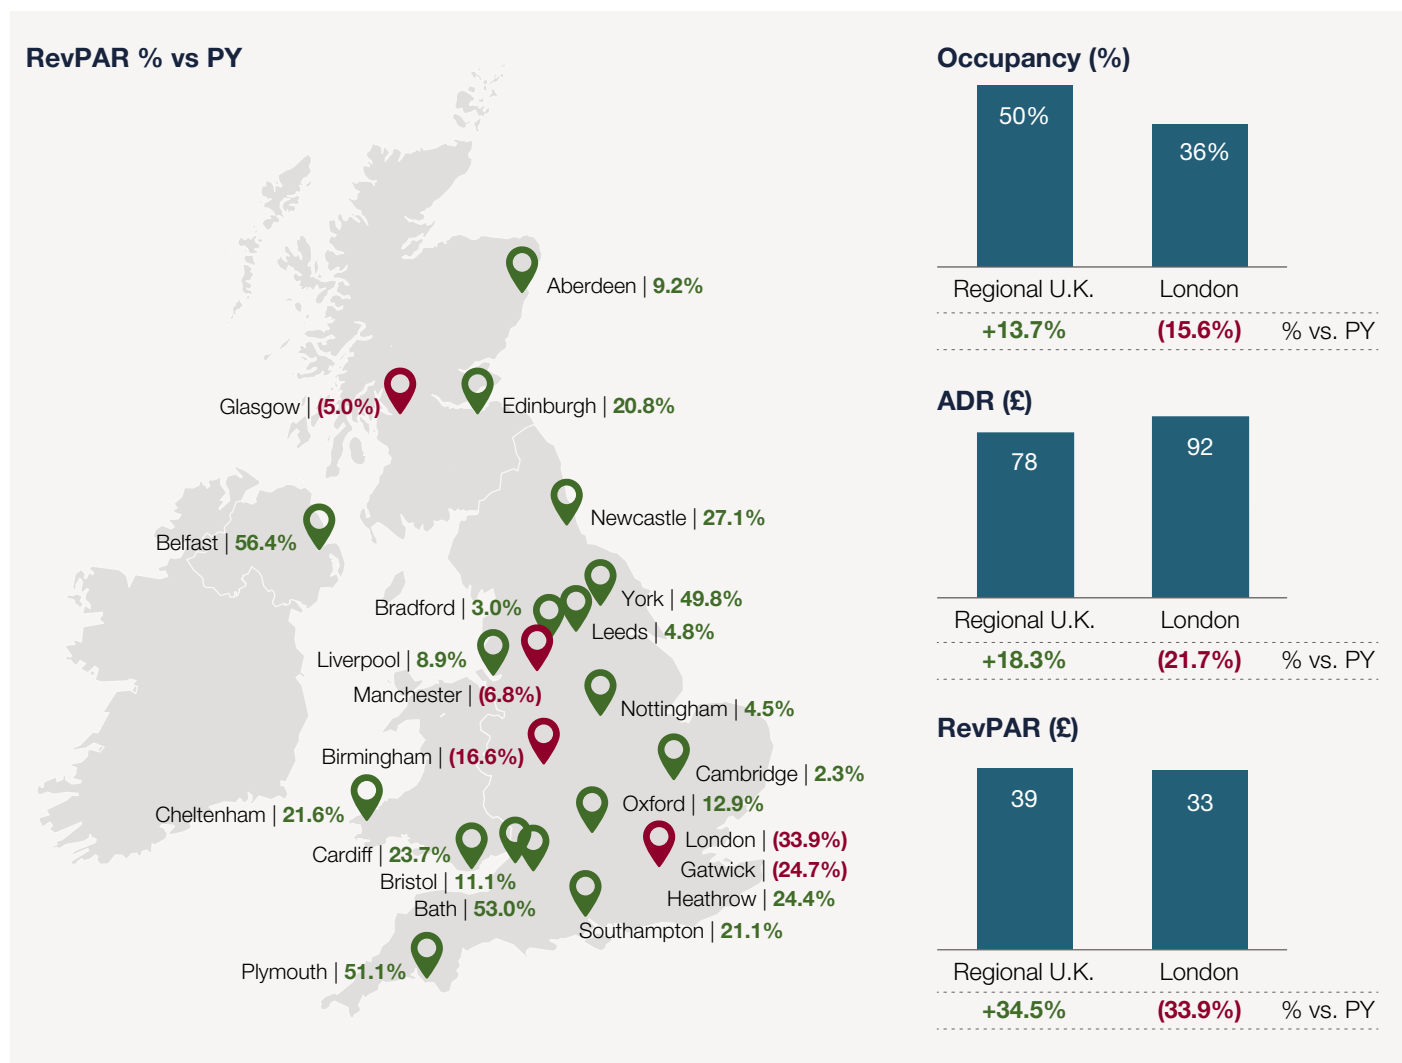 RevPAR % vs PY
Aberdeen | 9.2%
Glasgow | (5.0%)
Edinburgh | 20.8%
Newcastle | 27.1%
Belfast | 56.4%
York | 49.8%
Bradford | 3.0%
Leeds | 4.8%
Liverpool | 8.9%
Manchester | (6.8%)
Nottingham | 4.5%
Birmingham | (16.6%)
Cambridge | 2.3%
Oxford | 12.9%
Cheltenham | 21.6%
London | (33.9%)
Cardiff | 23.7%
Gatwick | (24.7%)
Bristol | 11.1%
Heathrow | 24.4%
Bath | 53.0%
Southampton | 21.1%
Plymouth | 51.1%
Occupancy (%)
50%
36%
Regional U.K. London
+13.7% (15.6%) % vs. PY
ADR (£)
78
92
Regional U.K. London
+18.3% (21.7%) % vs. PY
RevPAR (£)
39
33
Regional U.K. London
+34.5% (33.9%) % vs. PY